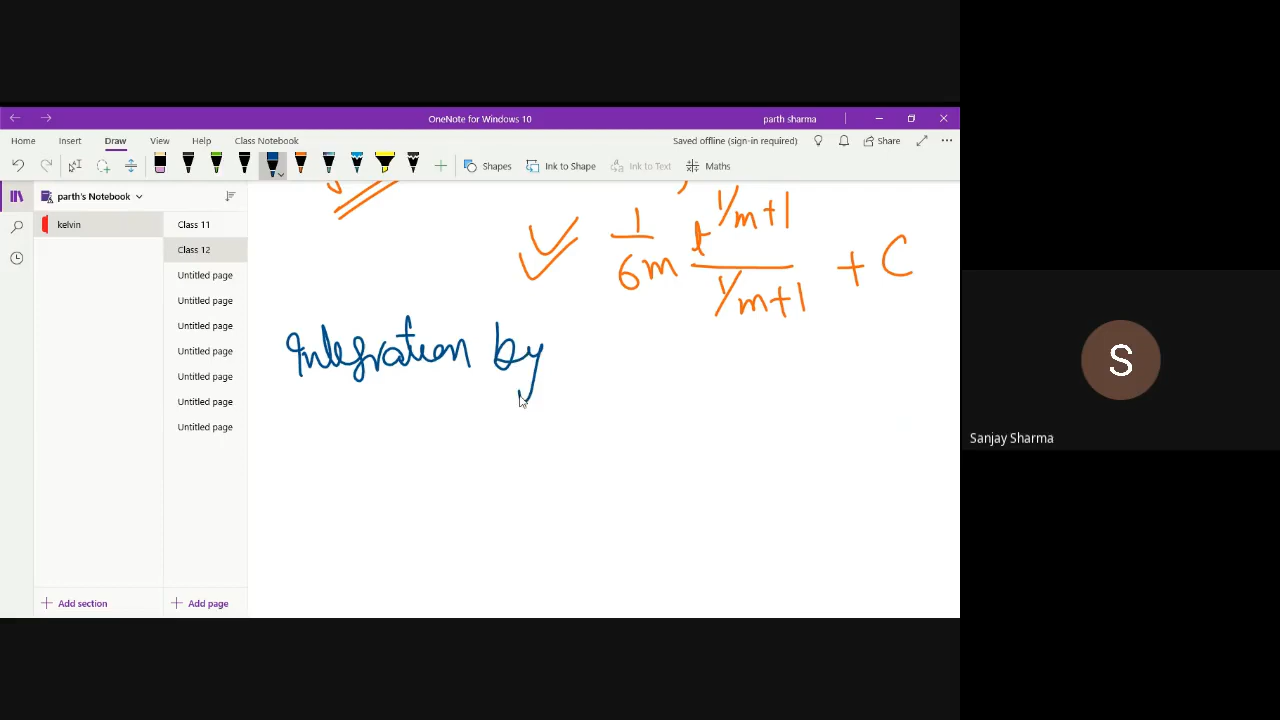 OneNote for Windows 10
parth sharma
Home Insert Draw View Help Class Notebook
Saved offline (sign-in required) Share
Shapes Ink to Shape Ink to Text Maths
parth's Notebook
kelvin
Class 11
Class 12
Untitled page
Untitled page
Untitled page
Untitled page
Untitled page
Untitled page
Untitled page
Add section
Add page
1/6m t^(1/m+1)/(1/m+1) + C
Integration by
S
Sanjay Sharma